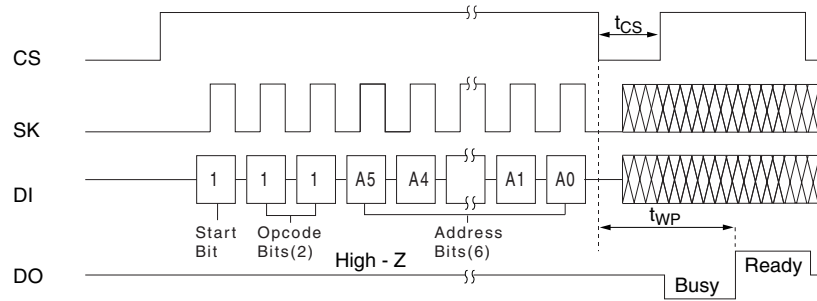 CS
tCS
SK
DI
1 1 1 A5 A4 A1 A0
Start
Bit
Opcode
Bits(2)
Address
Bits(6)
tWP
DO
High - Z
Busy
Ready